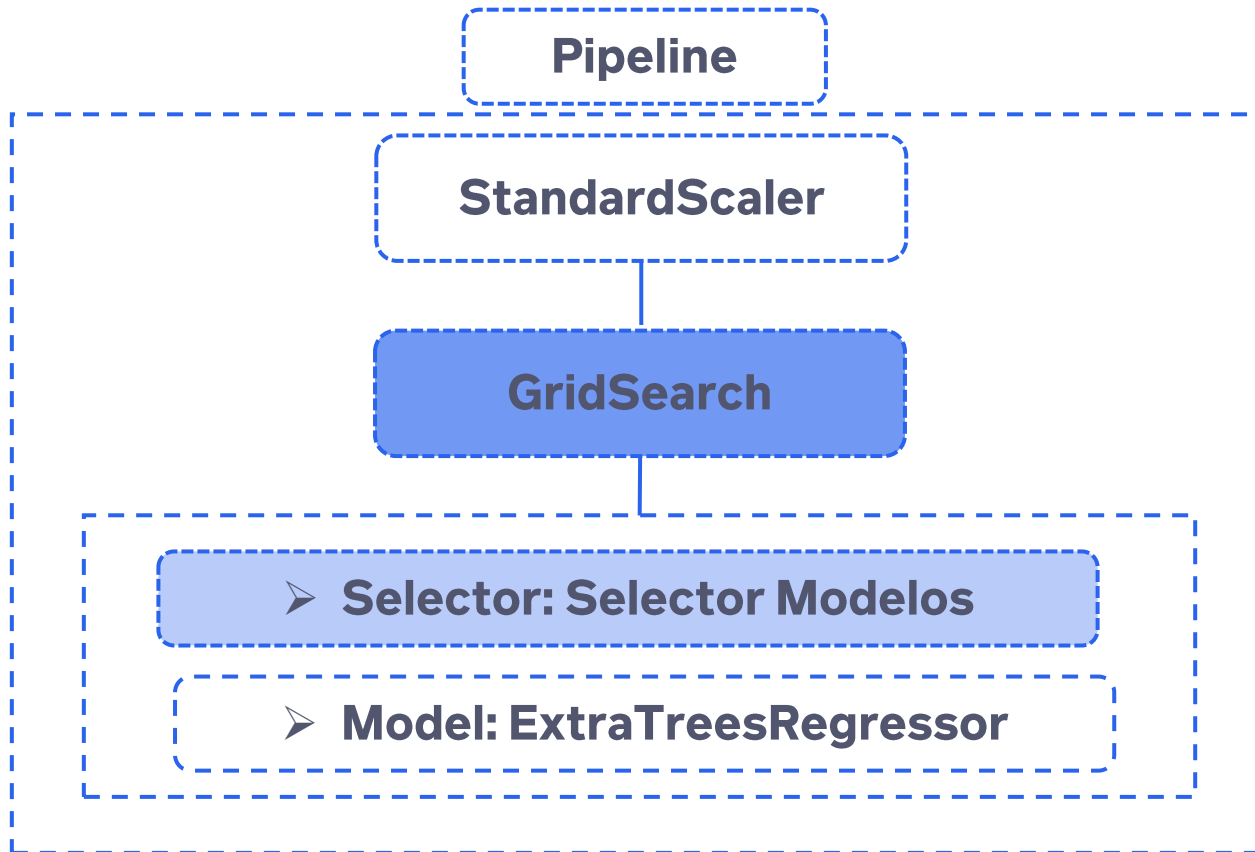 Pipeline
StandardScaler
GridSearch
➢ Selector: Selector Modelos
➢ Model: ExtraTreesRegressor